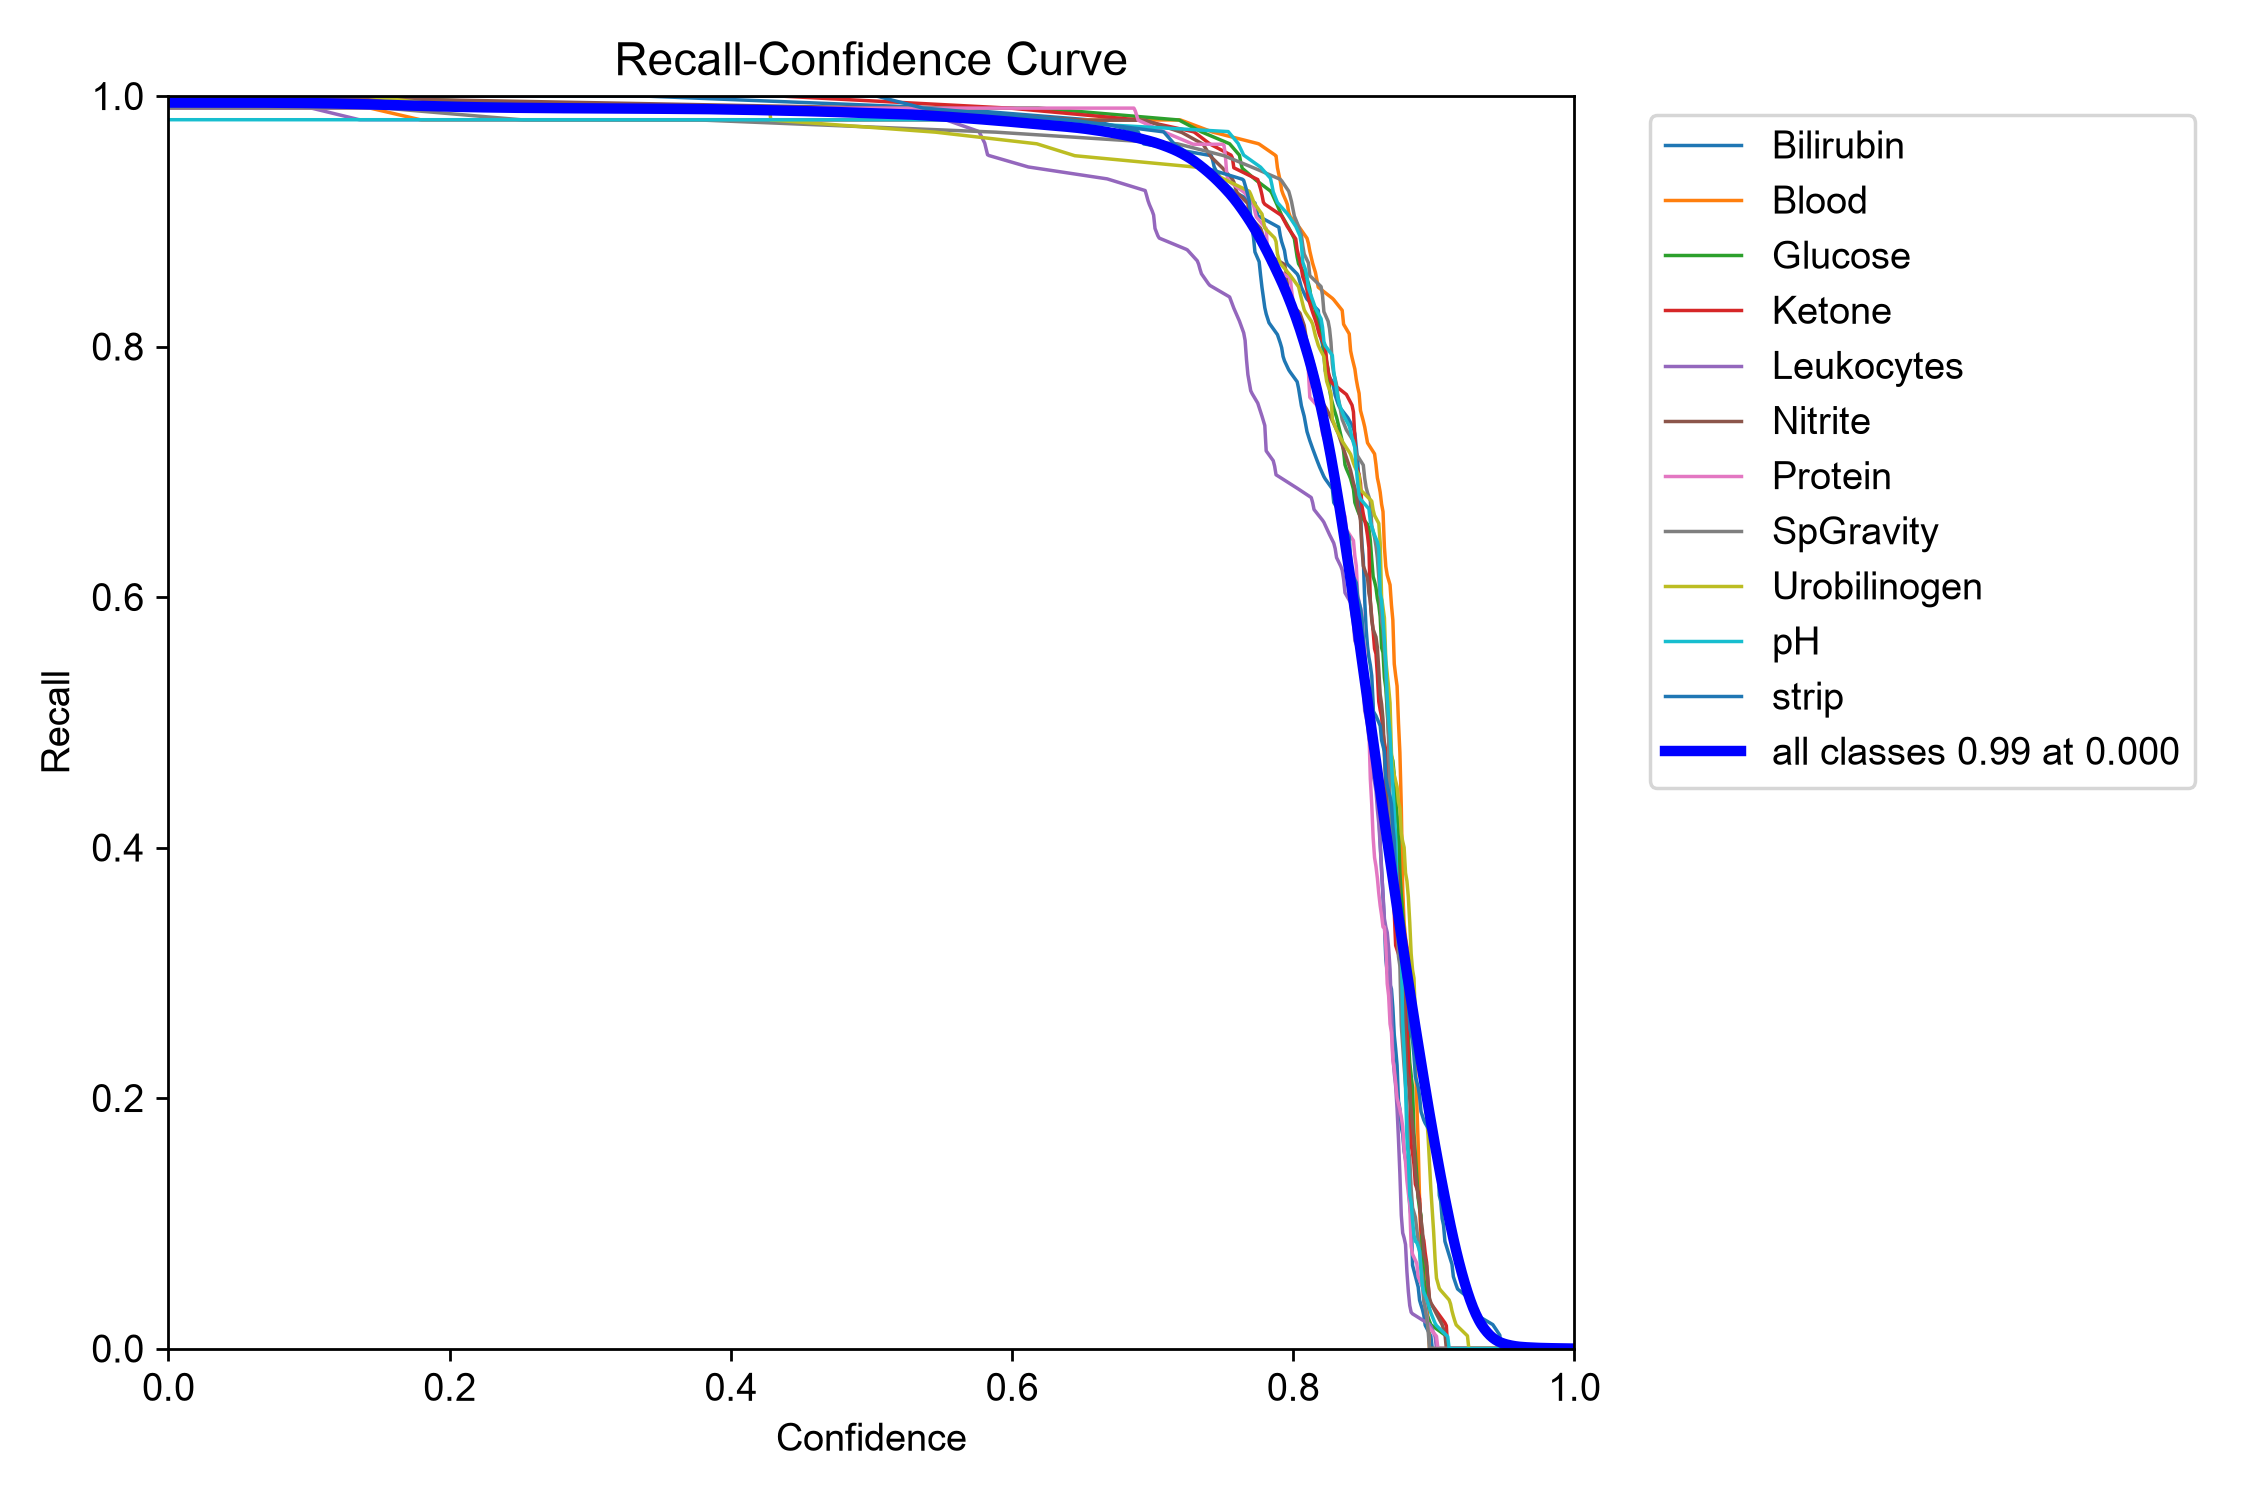 Recall-Confidence Curve
1.0
0.8
0.6
0.4
0.2
0.0
Recall
0.0 0.2 0.4 0.6 0.8 1.0
Confidence
Bilirubin
Blood
Glucose
Ketone
Leukocytes
Nitrite
Protein
SpGravity
Urobilinogen
pH
strip
all classes 0.99 at 0.000